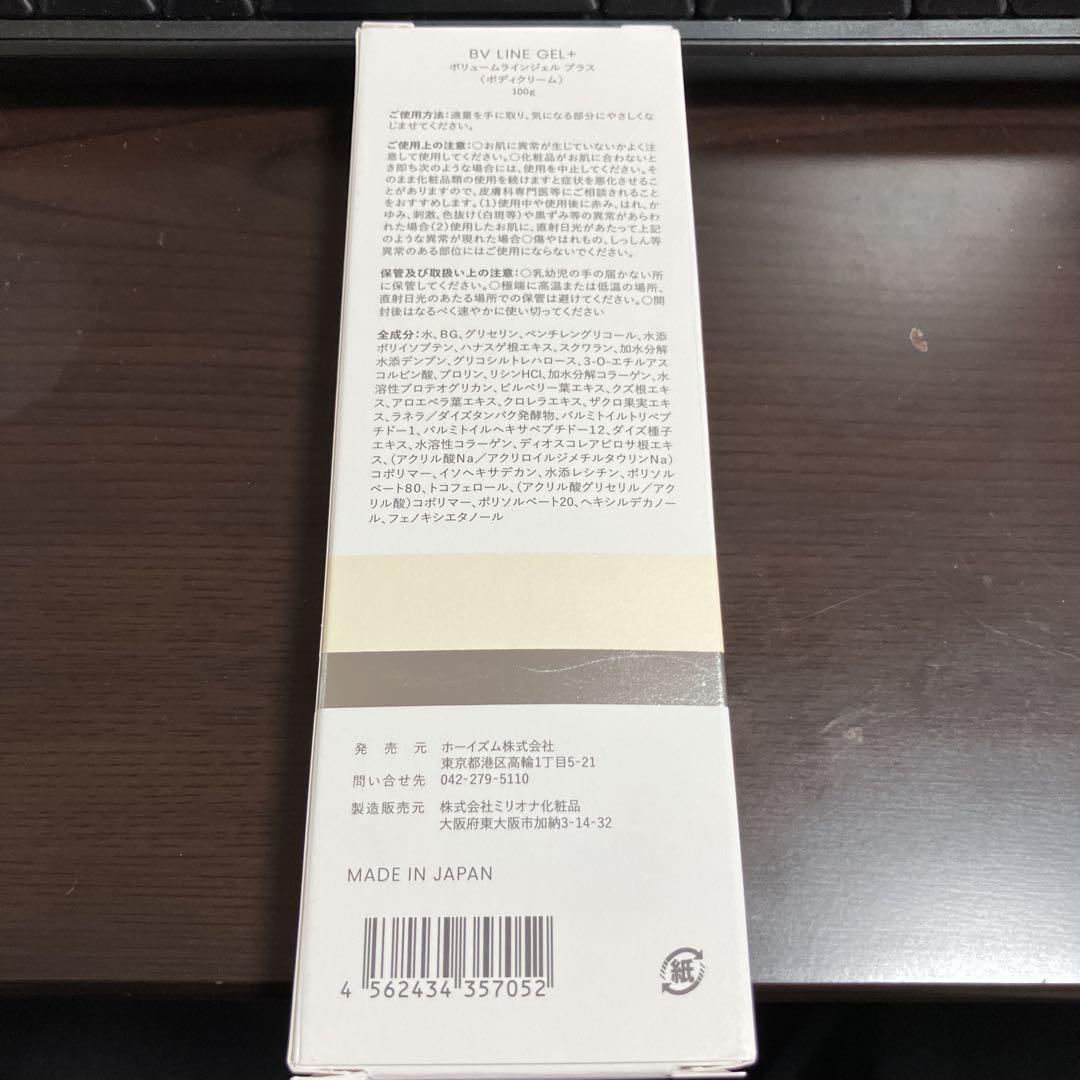 BV LINE GEL+
ボリュームラインジェル プラス
〈ボディクリーム〉
100g
ご使用方法：適量を手に取り、気になる部分にやさしくな
じませてください。
ご使用上の注意：○お肌に異常が生じていないかよく注
意して使用してください。○化粧品がお肌に合わないと
き即ち次のような場合には、使用を中止してください。そ
のまま化粧品類の使用を続けますと症状を悪化させるこ
とがありますので、皮膚科専門医等にご相談されること
をおすすめします。(1)使用中や使用後に赤み、はれ、か
ゆみ、刺激、色抜け(白斑等)や黒ずみ等の異常があらわ
れた場合(2)使用したお肌に、直射日光があたって上記
のような異常が現れた場合○傷やはれもの、しっしん等
異常のある部位にはご使用にならないでください。
保管及び取扱い上の注意：○乳幼児の手の届かない所
に保管してください。○極端に高温または低温の場所、
直射日光のあたる場所での保管は避けてください。○開
封後はなるべく速やかに使い切ってください
全成分：水、BG、グリセリン、ペンチレングリコール、水添
ポリイソブテン、ハナスゲ根エキス、スクワラン、加水分解
水添デンプン、グリコシルトレハロース、3-O-エチルアス
コルビン酸、プロリン、リシンHCl、加水分解コラーゲン、水
溶性プロテオグリカン、ビルベリー葉エキス、クズ根エキ
ス、アロエベラ葉エキス、クロレラエキス、ザクロ果実エキ
ス、ラネラ／ダイズタンパク発酵物、パルミトイルトリペプ
チド-1、パルミトイルヘキサペプチド-12、ダイズ種子
エキス、水溶性コラーゲン、ディオスコレアビロサ根エキ
ス、(アクリル酸Na／アクリロイルジメチルタウリンNa)
コポリマー、イソヘキサデカン、水添レシチン、ポリソル
ベート80、トコフェロール、(アクリル酸グリセリル／アク
リル酸)コポリマー、ポリソルベート20、ヘキシルデカノー
ル、フェノキシエタノール
発売元 ホーイズム株式会社
東京都港区高輪1丁目5-21
問い合せ先 042-279-5110
製造販売元 株式会社ミリオナ化粧品
大阪府東大阪市加納3-14-32
MADE IN JAPAN
4 562434 357052
紙